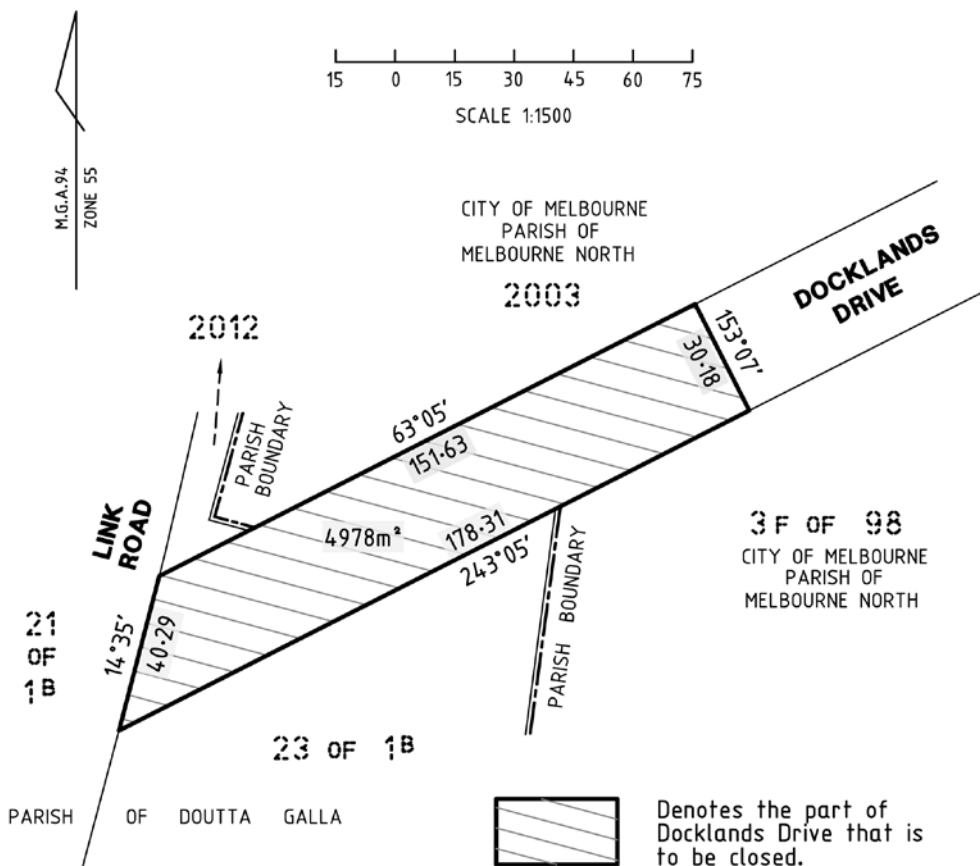 M.G.A.94
ZONE 55
15 0 15 30 45 60 75
SCALE 1:1500
CITY OF MELBOURNE
PARISH OF
MELBOURNE NORTH
2003
DOCKLANDS
DRIVE
2012
153°07'
30·18
63°05'
151·63
PARISH
BOUNDARY
LINK
ROAD
4978m²
178·31
243°05'
3F OF 98
CITY OF MELBOURNE
PARISH OF
MELBOURNE NORTH
PARISH BOUNDARY
21
OF
1B
14°35'
40·29
23 OF 1B
PARISH OF DOUTTA GALLA
Denotes the part of
Docklands Drive that is
to be closed.